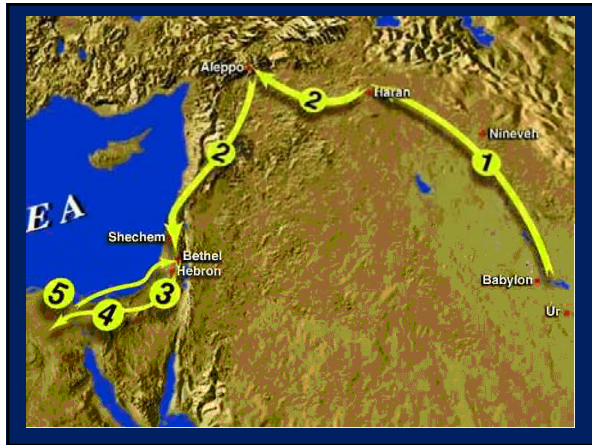 Aleppo
2
Haran
Nineveh
1
2
EA
Shechem
Bethel
Hebron
Babylon
5
3
4
Ur